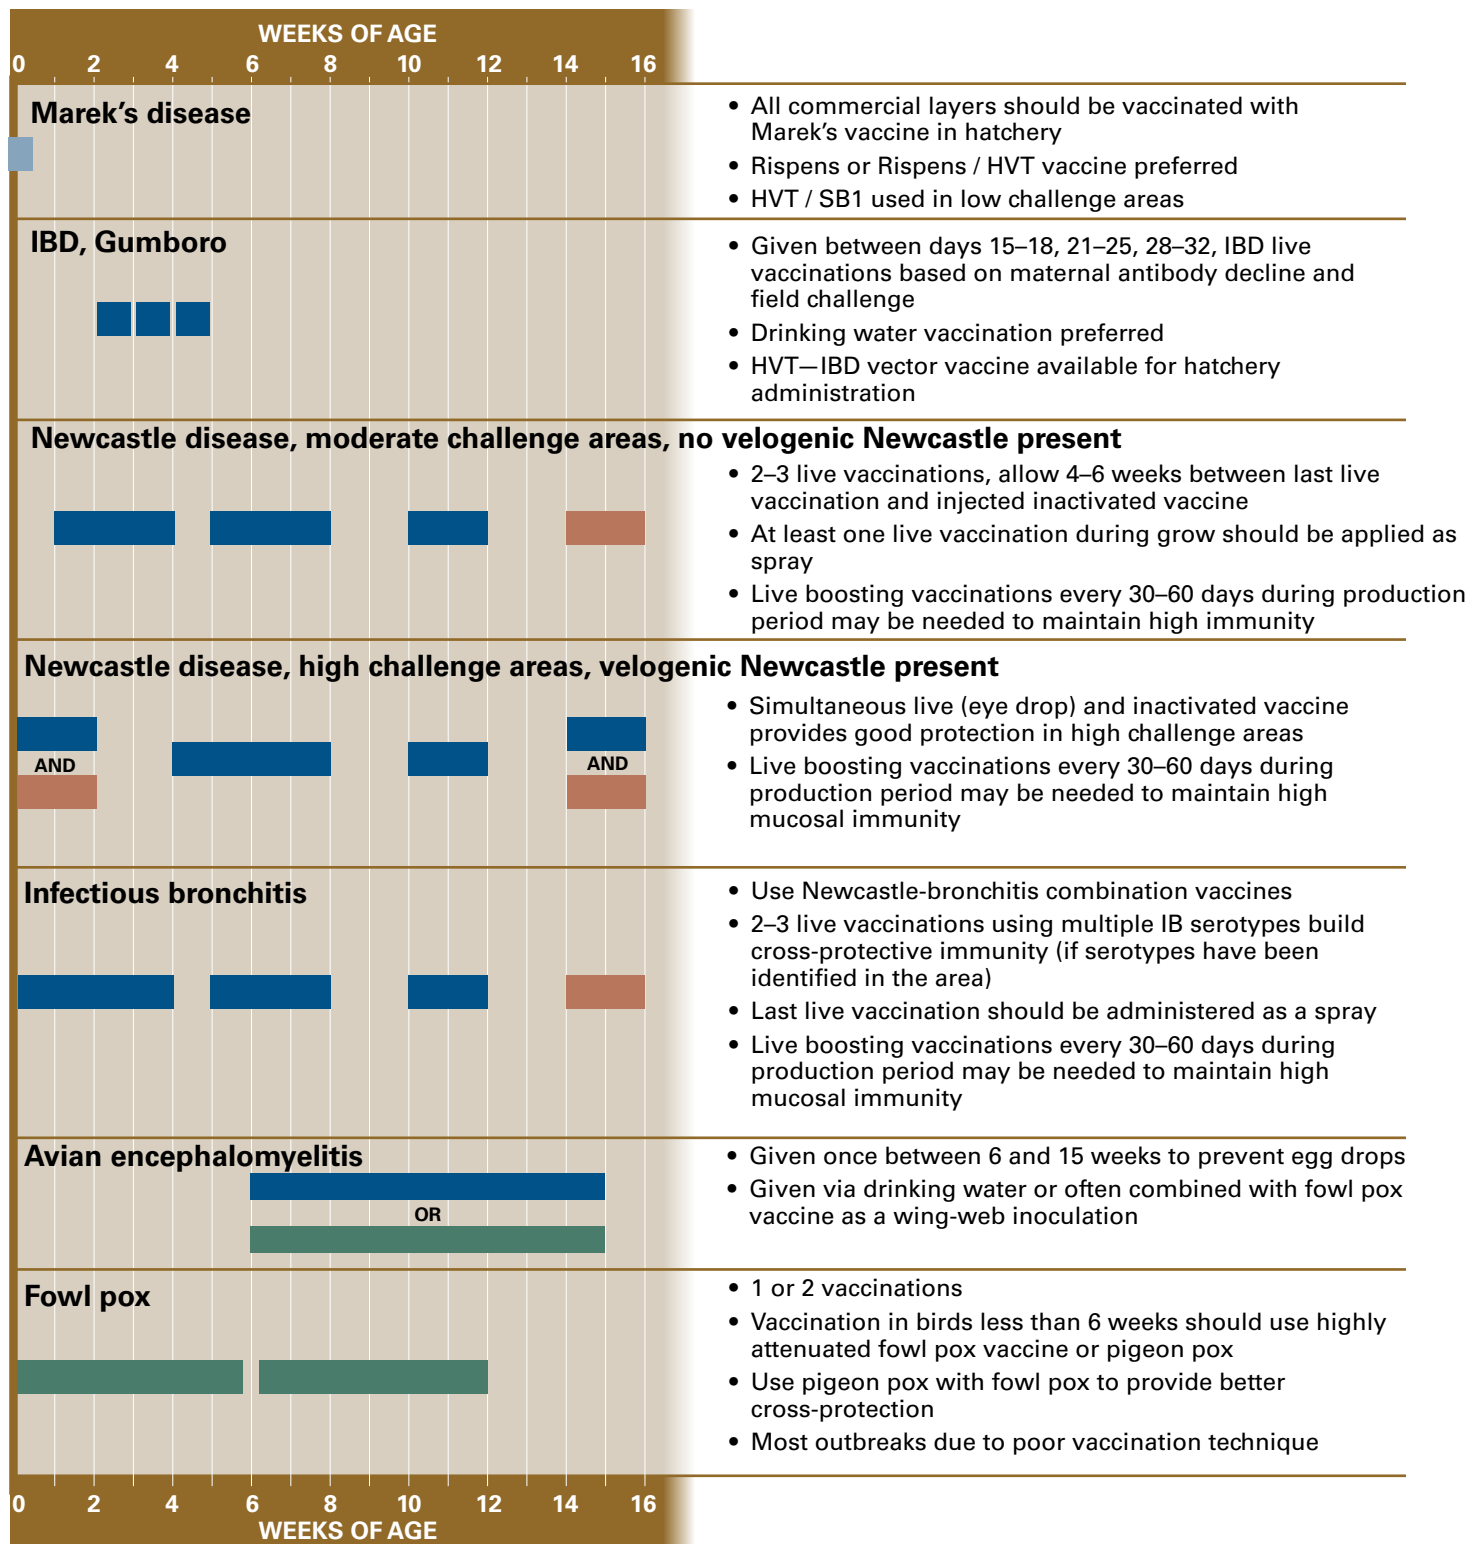 WEEKS OF AGE
0 2 4 6 8 10 12 14 16
Marek’s disease
• All commercial layers should be vaccinated with
Marek’s vaccine in hatchery
• Rispens or Rispens / HVT vaccine preferred
• HVT / SB1 used in low challenge areas
IBD, Gumboro
• Given between days 15–18, 21–25, 28–32, IBD live
vaccinations based on maternal antibody decline and
field challenge
• Drinking water vaccination preferred
• HVT—IBD vector vaccine available for hatchery
administration
Newcastle disease, moderate challenge areas, no velogenic Newcastle present
• 2–3 live vaccinations, allow 4–6 weeks between last live
vaccination and injected inactivated vaccine
• At least one live vaccination during grow should be applied as
spray
• Live boosting vaccinations every 30–60 days during production
period may be needed to maintain high immunity
Newcastle disease, high challenge areas, velogenic Newcastle present
AND
AND
• Simultaneous live (eye drop) and inactivated vaccine
provides good protection in high challenge areas
• Live boosting vaccinations every 30–60 days during
production period may be needed to maintain high
mucosal immunity
Infectious bronchitis
• Use Newcastle-bronchitis combination vaccines
• 2–3 live vaccinations using multiple IB serotypes build
cross-protective immunity (if serotypes have been
identified in the area)
• Last live vaccination should be administered as a spray
• Live boosting vaccinations every 30–60 days during
production period may be needed to maintain high
mucosal immunity
Avian encephalomyelitis
OR
• Given once between 6 and 15 weeks to prevent egg drops
• Given via drinking water or often combined with fowl pox
vaccine as a wing-web inoculation
Fowl pox
• 1 or 2 vaccinations
• Vaccination in birds less than 6 weeks should use highly
attenuated fowl pox vaccine or pigeon pox
• Use pigeon pox with fowl pox to provide better
cross-protection
• Most outbreaks due to poor vaccination technique
0 2 4 6 8 10 12 14 16
WEEKS OF AGE